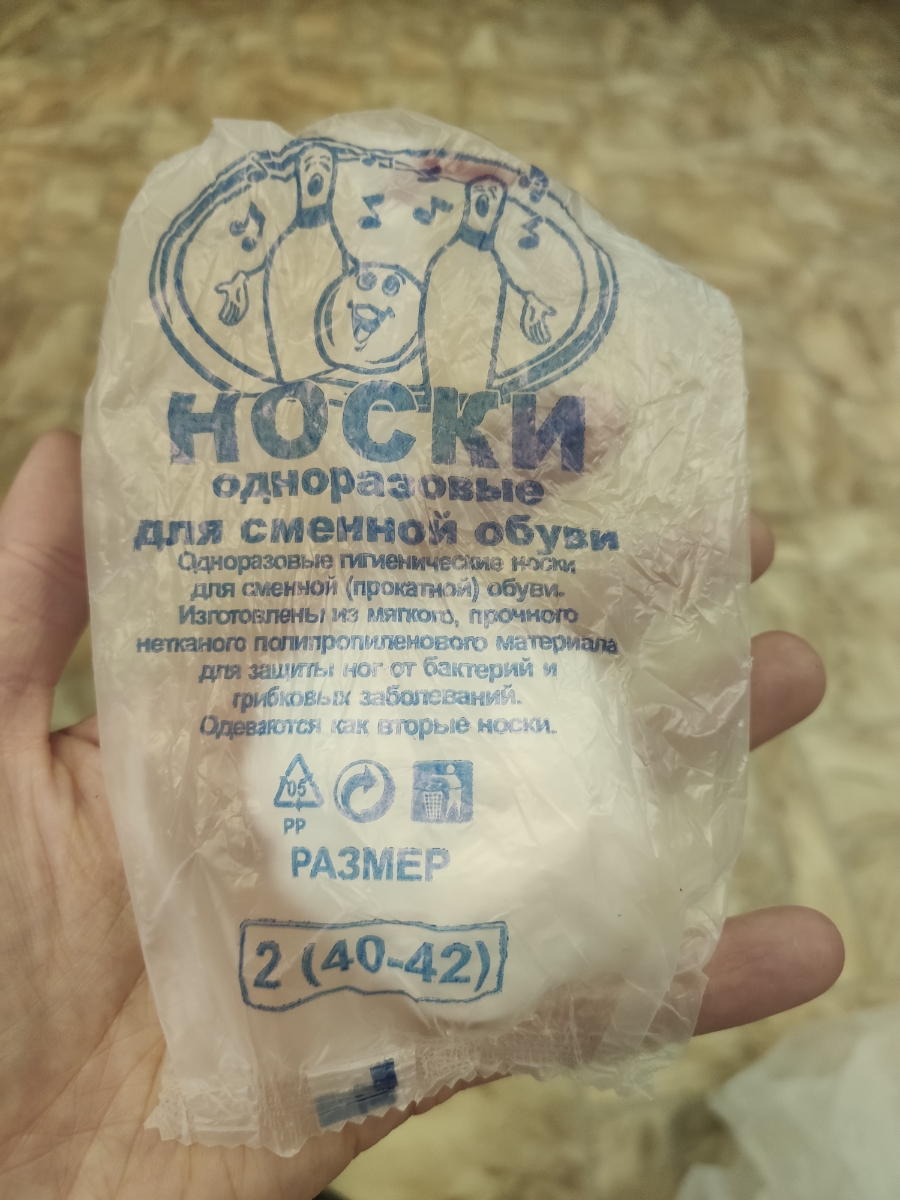 НОСКИ
одноразовые
для сменной обуви
Одноразовые гигиенические носки
для сменной (прокатной) обуви.
Изготовлены из мягкого, прочного
нетканого полипропиленового материала
для защиты ног от бактерий и
грибковых заболеваний.
Одеваются как вторые носки.
05
PP
РАЗМЕР
2 (40-42)